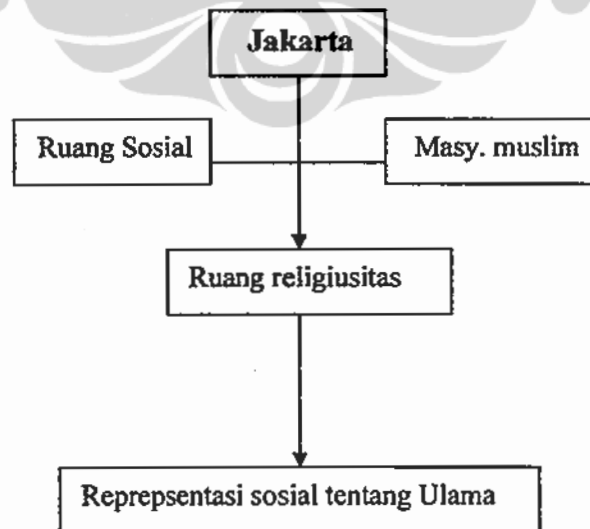 Jakarta
Ruang Sosial
Masy. muslim
Ruang religiusitas
Reprepsentasi sosial tentang Ulama